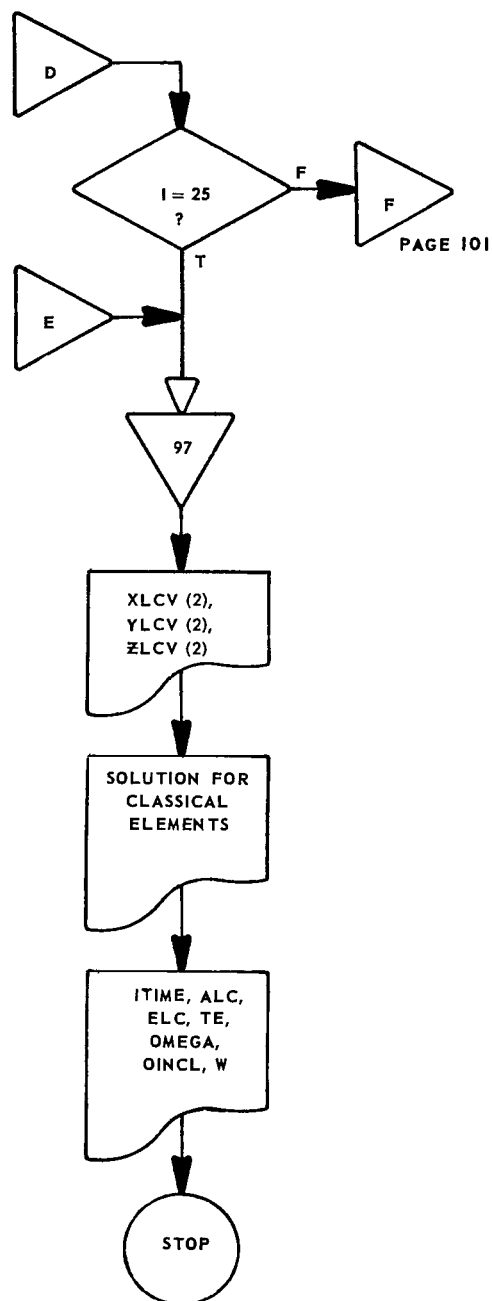 D
I = 25
?
F
F
PAGE 101
T
E
97
XLCV (2),
YLCV (2),
ZLCV (2)
SOLUTION FOR
CLASSICAL
ELEMENTS
ITIME, ALC,
ELC, TE,
OMEGA,
OINCL, W
STOP